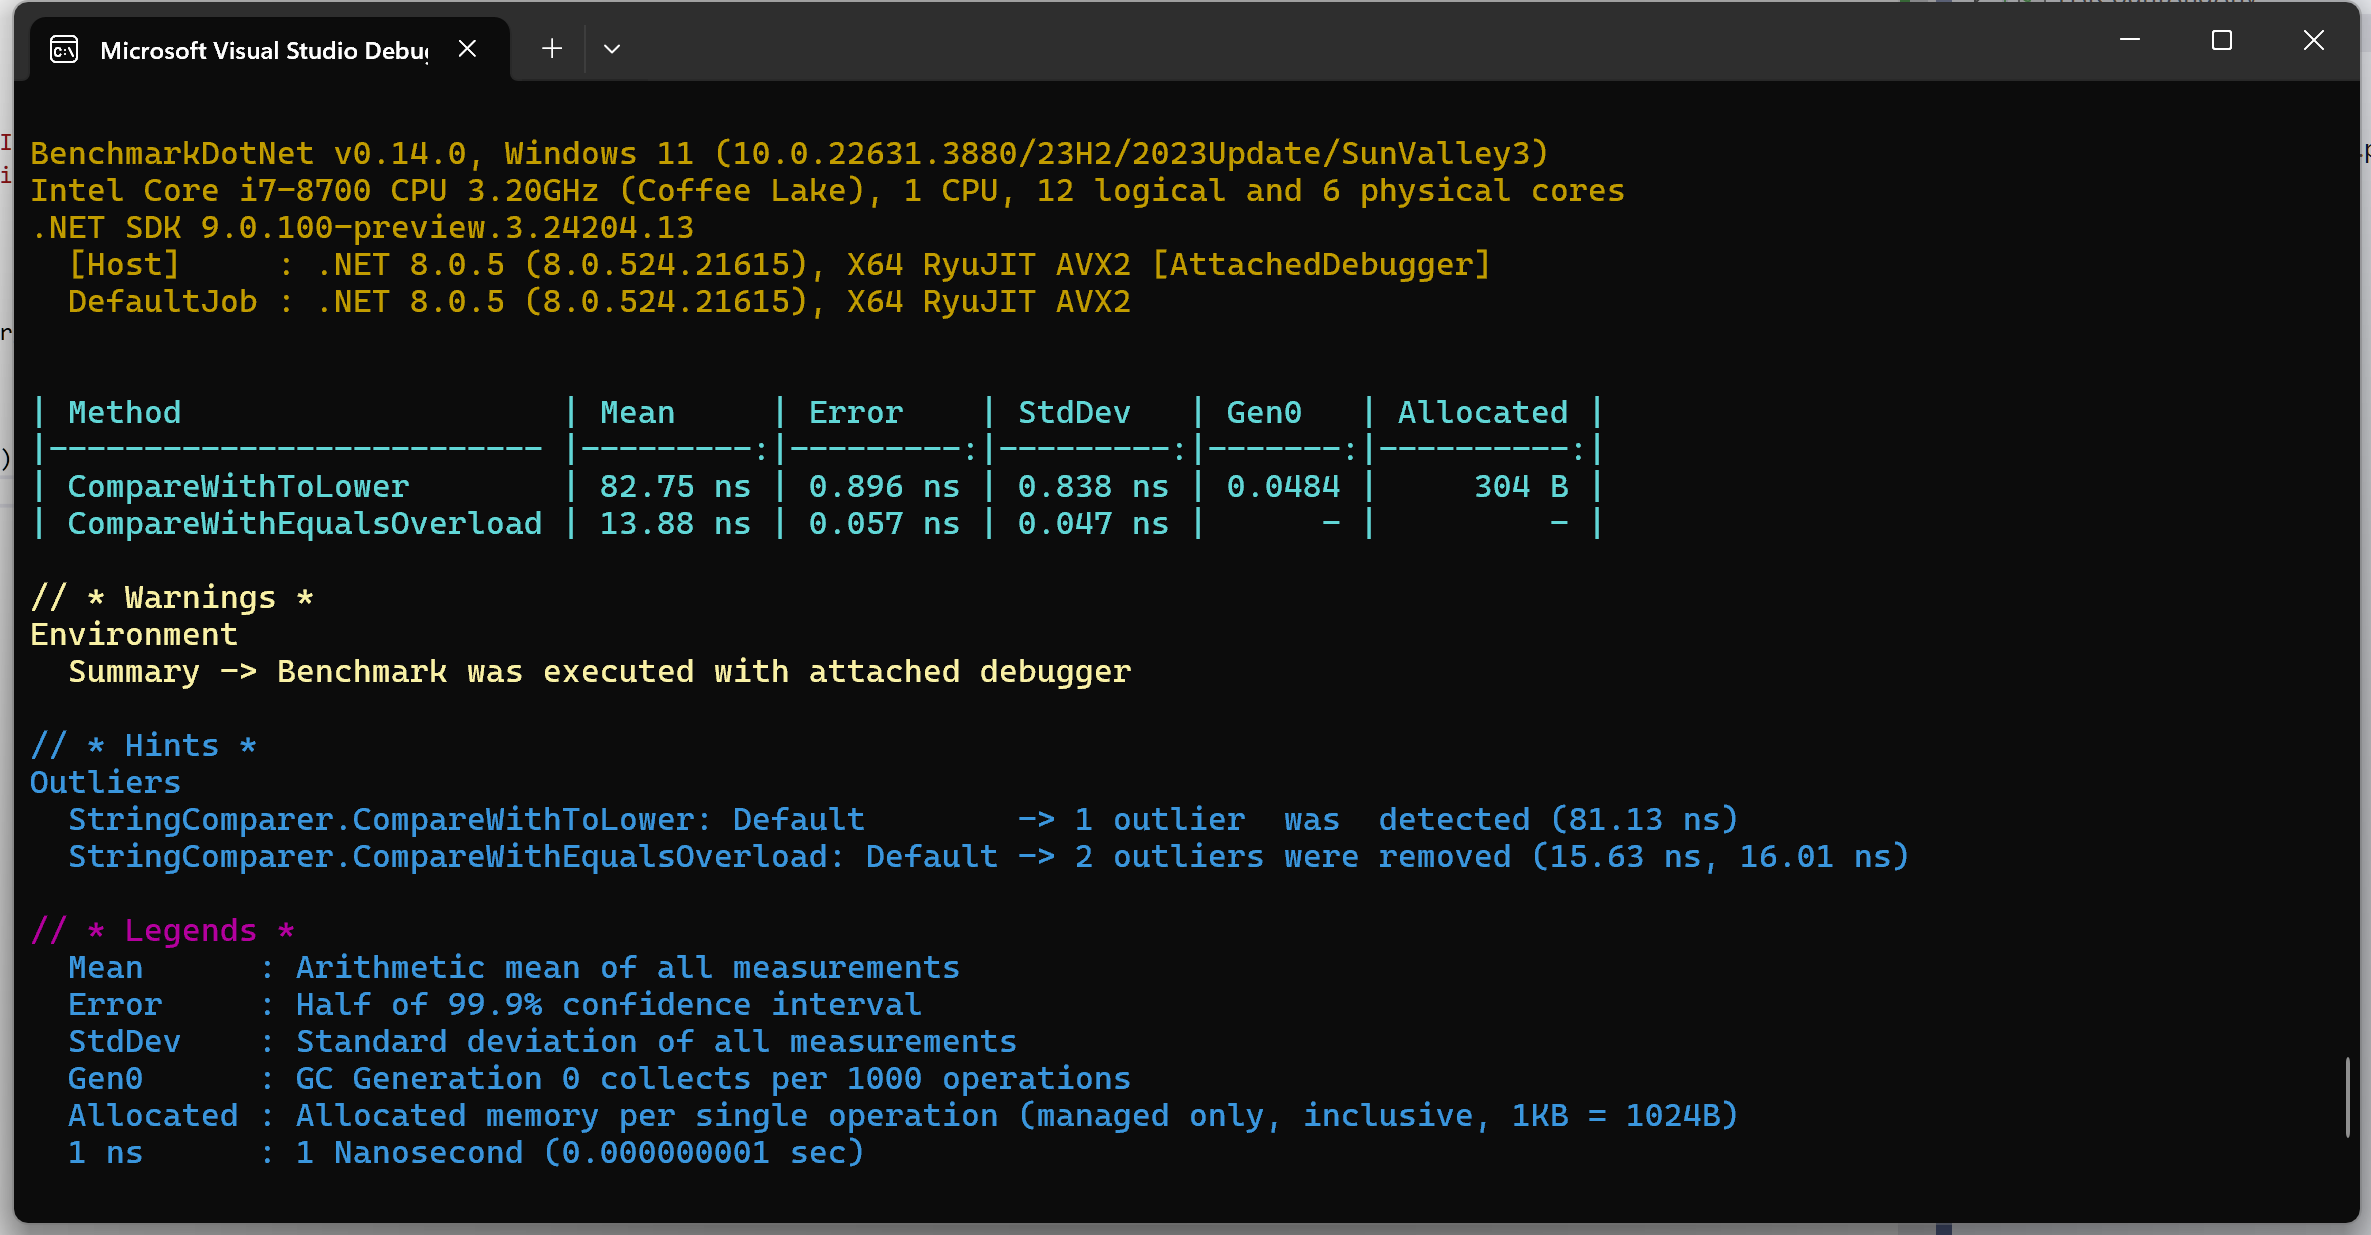 Microsoft Visual Studio Debu
BenchmarkDotNet v0.14.0, Windows 11 (10.0.22631.3880/23H2/2023Update/SunValley3)
Intel Core i7-8700 CPU 3.20GHz (Coffee Lake), 1 CPU, 12 logical and 6 physical cores
.NET SDK 9.0.100-preview.3.24204.13
  [Host]     : .NET 8.0.5 (8.0.524.21615), X64 RyuJIT AVX2 [AttachedDebugger]
  DefaultJob : .NET 8.0.5 (8.0.524.21615), X64 RyuJIT AVX2
| Method                    | Mean     | Error    | StdDev   | Gen0   | Allocated |
|-------------------------- |---------:|---------:|---------:|-------:|----------:|
| CompareWithToLower        | 82.75 ns | 0.896 ns | 0.838 ns | 0.0484 |     304 B |
| CompareWithEqualsOverload | 13.88 ns | 0.057 ns | 0.047 ns |      - |         - |
// * Warnings *
Environment
  Summary -> Benchmark was executed with attached debugger
// * Hints *
Outliers
  StringComparer.CompareWithToLower: Default        -> 1 outlier  was  detected (81.13 ns)
  StringComparer.CompareWithEqualsOverload: Default -> 2 outliers were removed (15.63 ns, 16.01 ns)
// * Legends *
  Mean      : Arithmetic mean of all measurements
  Error     : Half of 99.9% confidence interval
  StdDev    : Standard deviation of all measurements
  Gen0      : GC Generation 0 collects per 1000 operations
  Allocated : Allocated memory per single operation (managed only, inclusive, 1KB = 1024B)
  1 ns      : 1 Nanosecond (0.000000001 sec)